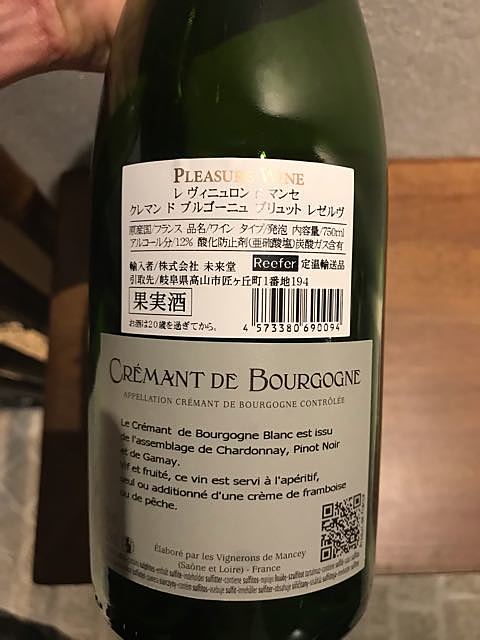 PLEASURE WINE
レ ヴィニュロン ド マンセ
クレマン ド ブルゴーニュ ブリュット レゼルヴ
原産国/フランス 品名/ワイン タイプ/発泡 内容量/750ml
アルコール分/12% 酸化防止剤(亜硫酸塩)炭酸ガス含有
輸入者/株式会社 未来堂 Reefer 定温輸送品
引取先/岐阜県高山市匠ヶ丘町1番地194
果実酒
お酒は20歳を過ぎてから。
4 573380 690094
CRÉMANT DE BOURGOGNE
APPELLATION CRÉMANT DE BOURGOGNE CONTRÔLÉE
Le Crémant de Bourgogne Blanc est issu
de l'assemblage de Chardonnay, Pinot Noir
et de Gamay.
Vif et fruité, ce vin est servi à l'apéritif,
seul ou additionné d'une crème de framboise
ou de pêche.
Élaboré par les Vignerons de Mancey
(Saône et Loire) - France